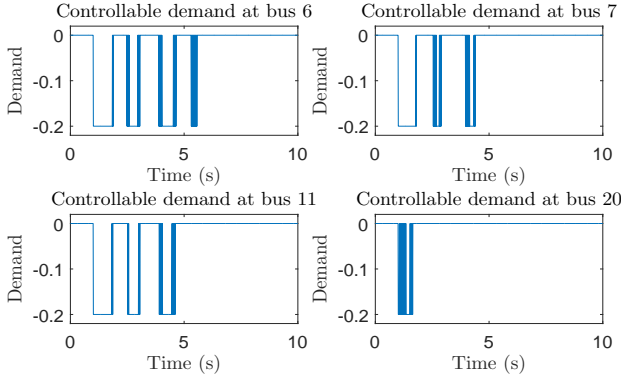 Controllable demand at bus 6
0
-0.1
-0.2
Demand
0 5 10
Time (s)
Controllable demand at bus 7
0
-0.1
-0.2
Demand
0 5 10
Time (s)
Controllable demand at bus 11
0
-0.1
-0.2
Demand
0 5 10
Time (s)
Controllable demand at bus 20
0
-0.1
-0.2
Demand
0 5 10
Time (s)